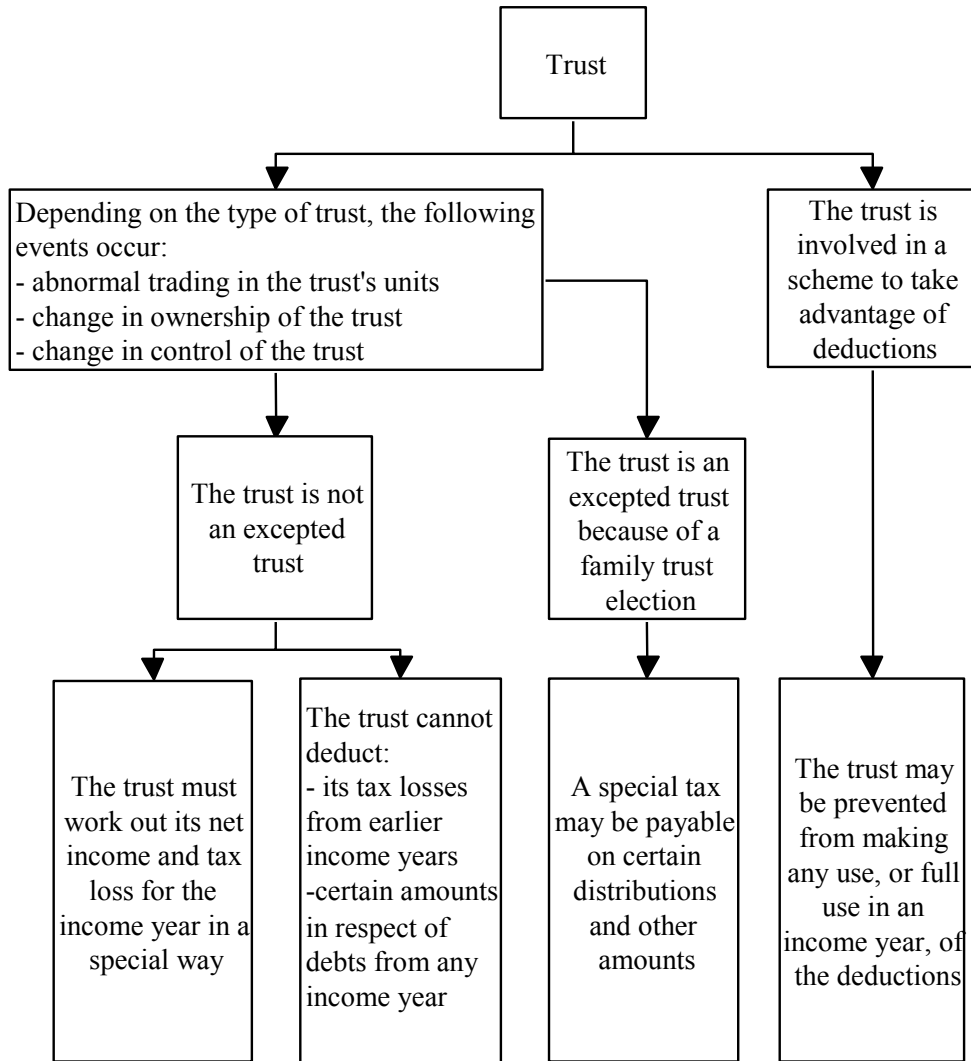 Trust
Depending on the type of trust, the following
events occur:
- abnormal trading in the trust's units
- change in ownership of the trust
- change in control of the trust
The trust is
involved in a
scheme to take
advantage of
deductions
The trust is not
an excepted
trust
The trust is an
excepted trust
because of a
family trust
election
The trust must
work out its net
income and tax
loss for the
income year in a
special way
The trust cannot
deduct:
- its tax losses
from earlier
income years
-certain amounts
in respect of
debts from any
income year
A special tax
may be payable
on certain
distributions
and other
amounts
The trust may
be prevented
from making
any use, or full
use in an
income year, of
the deductions